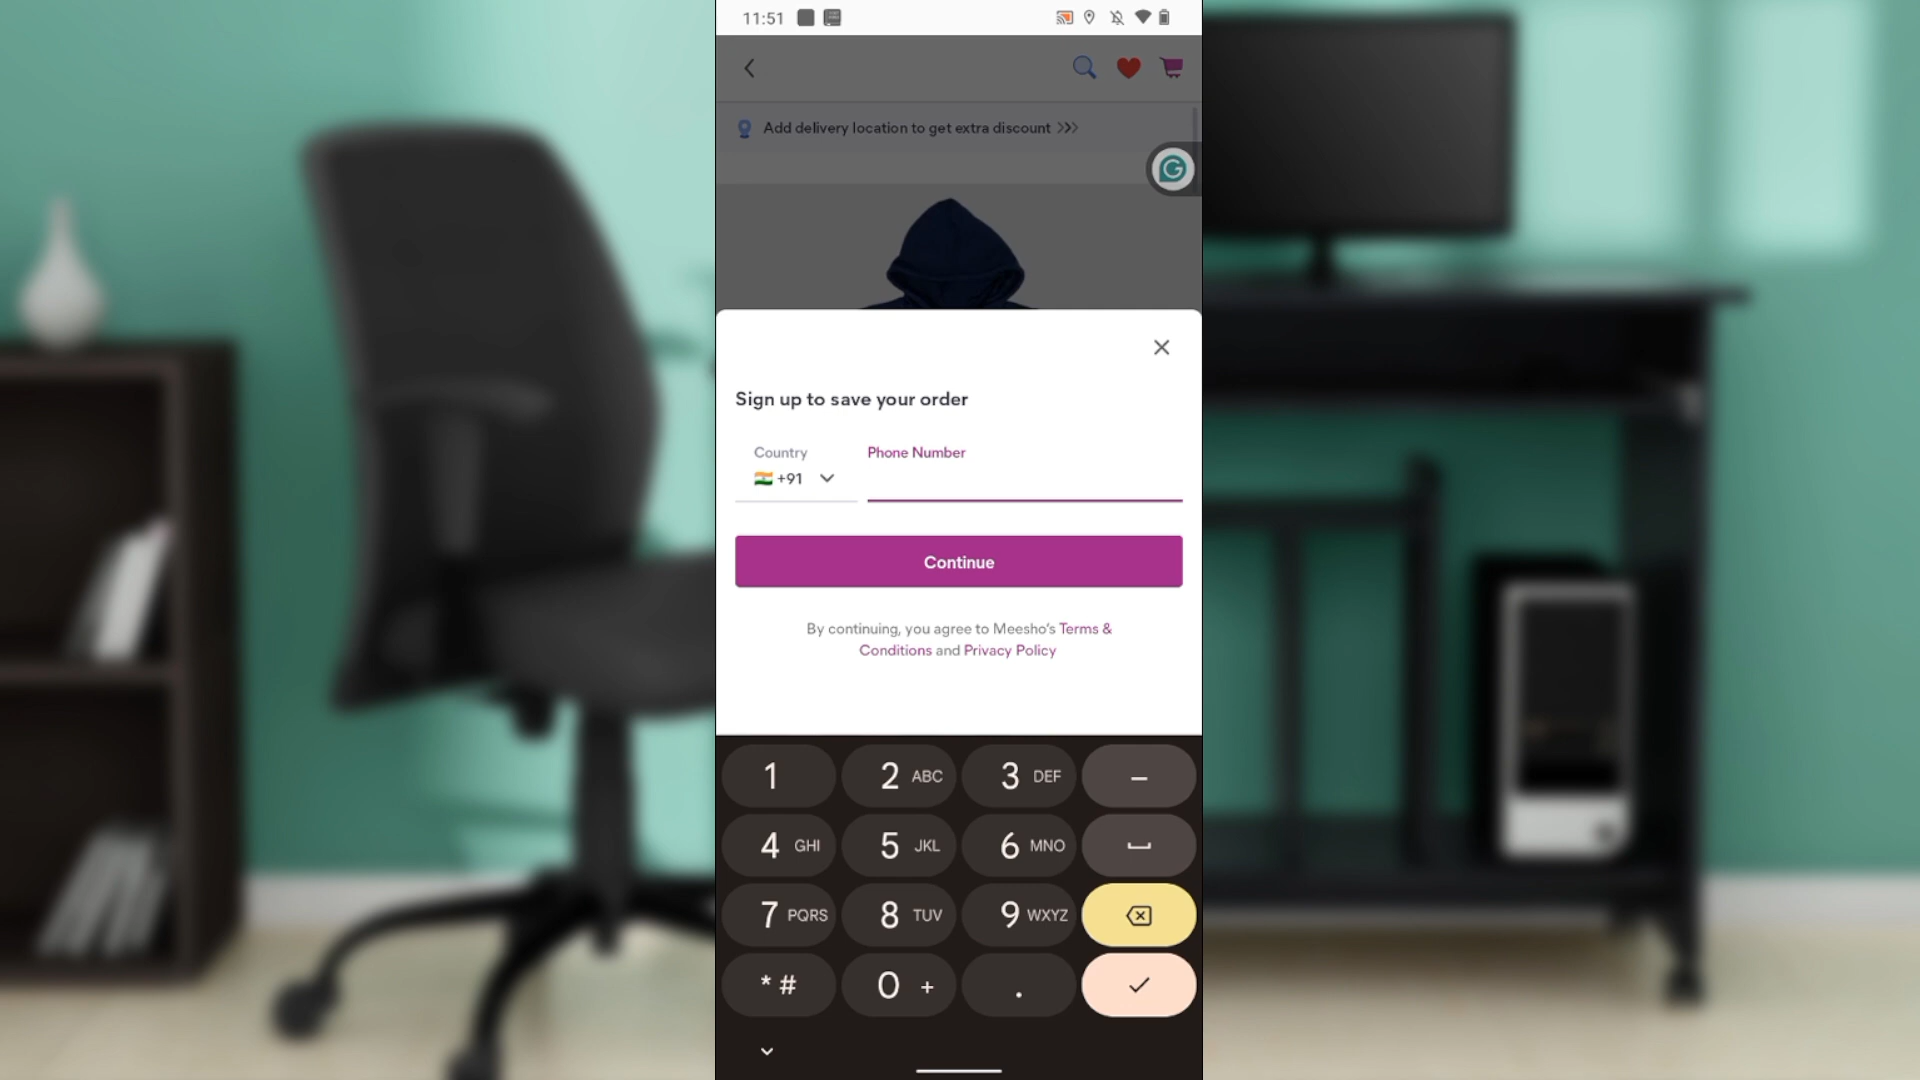 11:51
Add delivery location to get extra discount >>>
Sign up to save your order
Country
Phone Number
+91
Continue
By continuing, you agree to Meesho's Terms &
Conditions and Privacy Policy
1
2 ABC
3 DEF
–
4 GHI
5 JKL
6 MNO
7 PQRS
8 TUV
9 WXYZ
* #
0 +
.